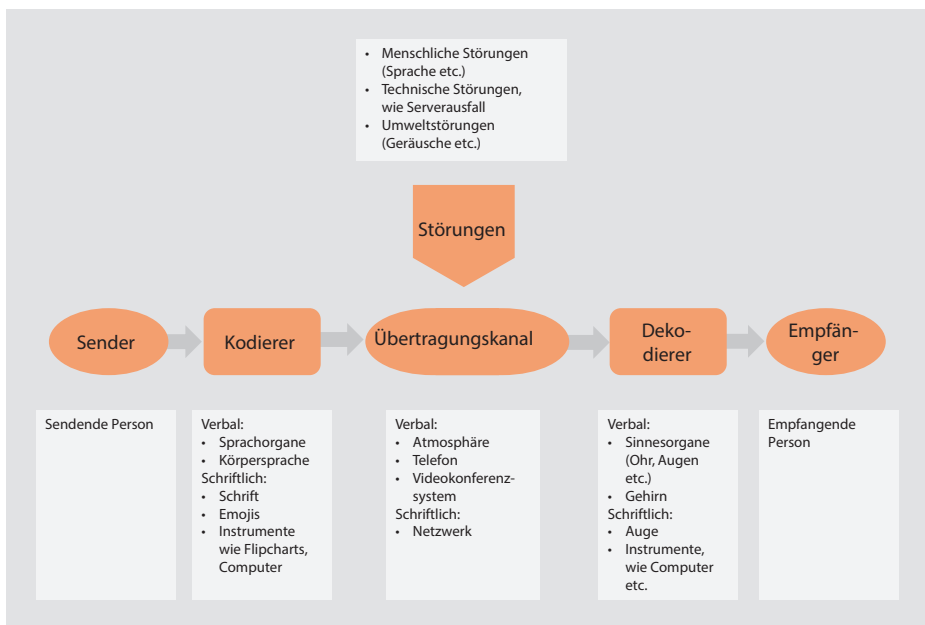 • Menschliche Störungen
(Sprache etc.)
• Technische Störungen,
wie Serverausfall
• Umweltstörungen
(Geräusche etc.)
Störungen
Sender
Kodierer
Übertragungskanal
Deko-
dierer
Empfän-
ger
Sendende Person
Verbal:
• Sprachorgane
• Körpersprache
Schriftlich:
• Schrift
• Emojis
• Instrumente
wie Flipcharts,
Computer
Verbal:
• Atmosphäre
• Telefon
• Videokonferenz-
system
Schriftlich:
• Netzwerk
Verbal:
• Sinnesorgane
(Ohr, Augen
etc.)
• Gehirn
Schriftlich:
• Auge
• Instrumente,
wie Computer
etc.
Empfangende
Person